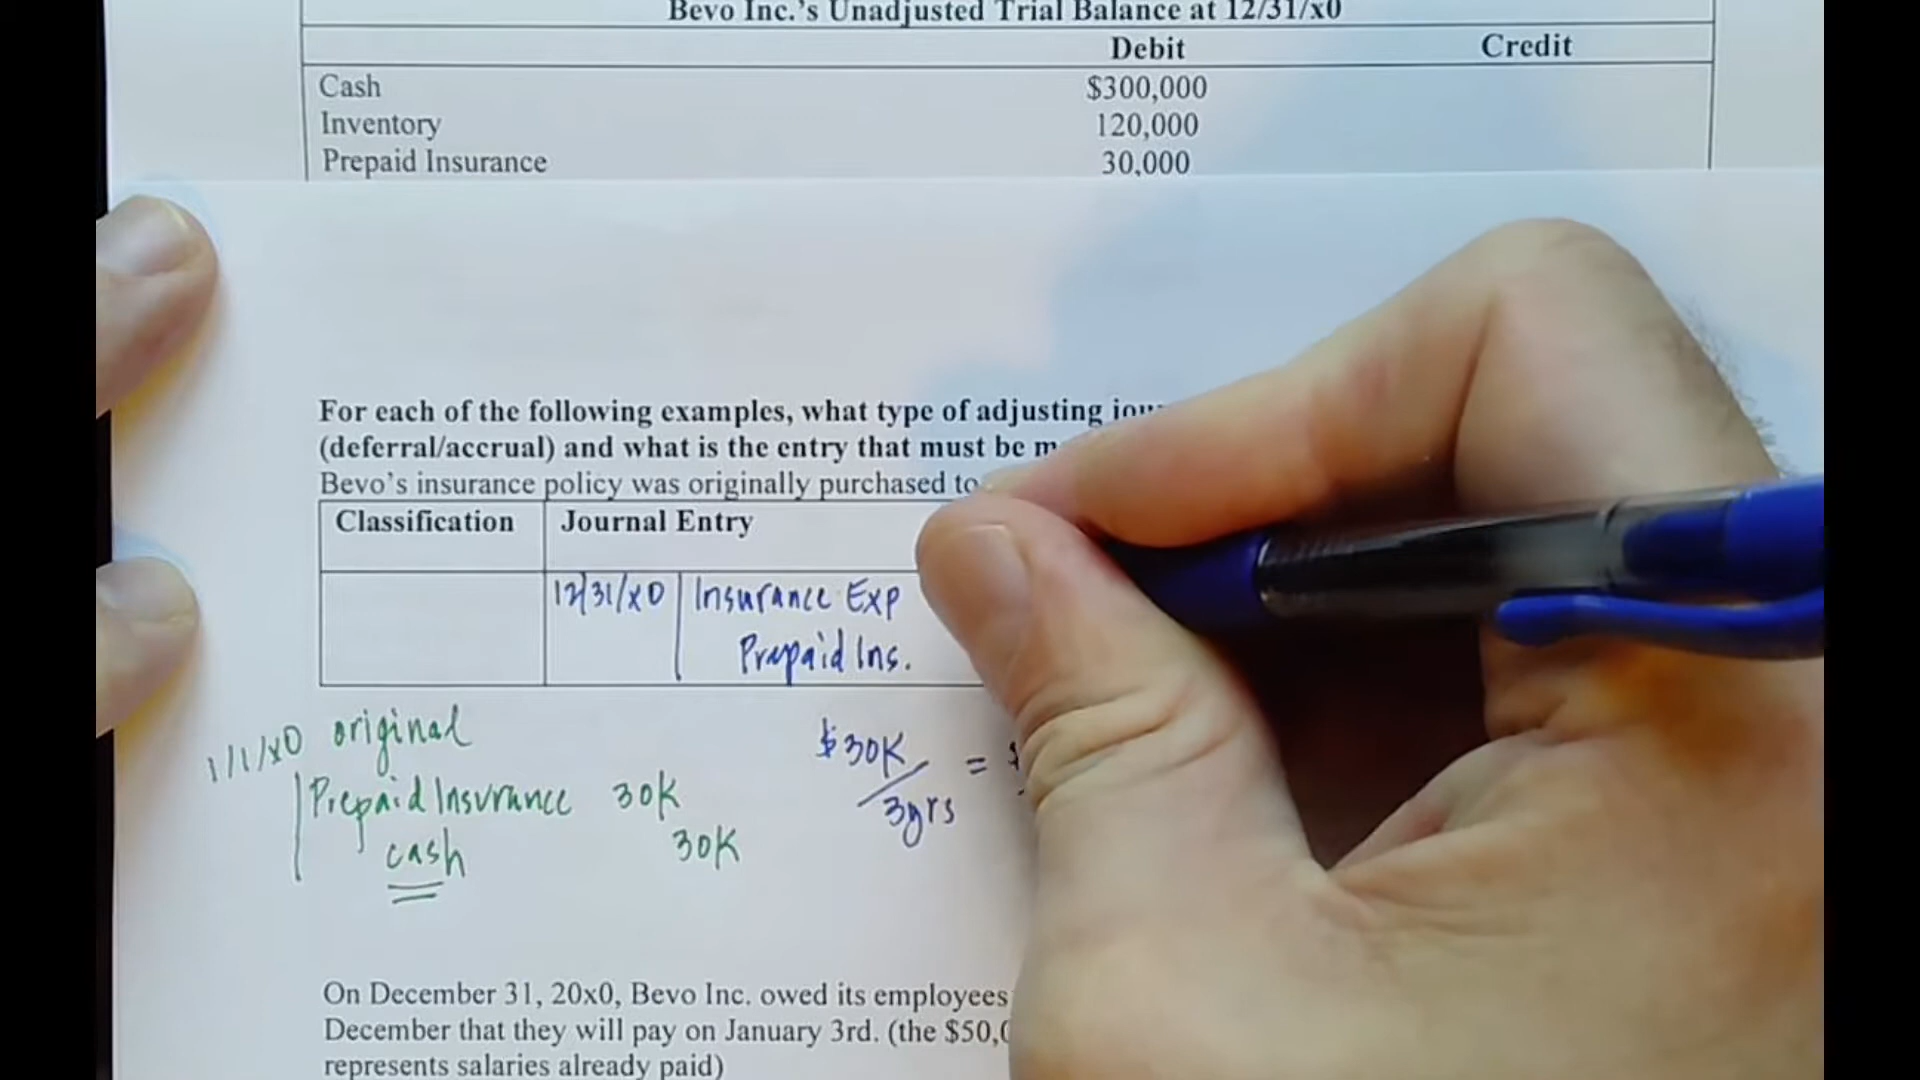 Bevo Inc.'s Unadjusted Trial Balance at 12/31/x0
Debit Credit
Cash $300,000
Inventory 120,000
Prepaid Insurance 30,000
For each of the following examples, what type of adjusting
(deferral/accrual) and what is the entry that must be
Bevo's insurance policy was originally purchased to
Classification Journal Entry
12/31/x0 Insurance Exp
Prepaid Ins.
1/1/x0 original
Prepaid Insurance 30K
cash 30K
$30K
3yrs =
On December 31, 20x0, Bevo Inc. owed its employees
December that they will pay on January 3rd. (the
represents salaries already paid)